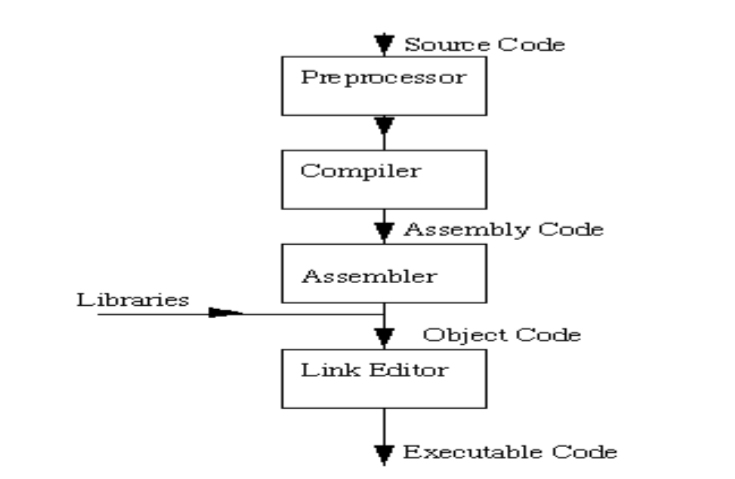 Source Code
Preprocessor
Compiler
Assembly Code
Assembler
Libraries
Object Code
Link Editor
Executable Code